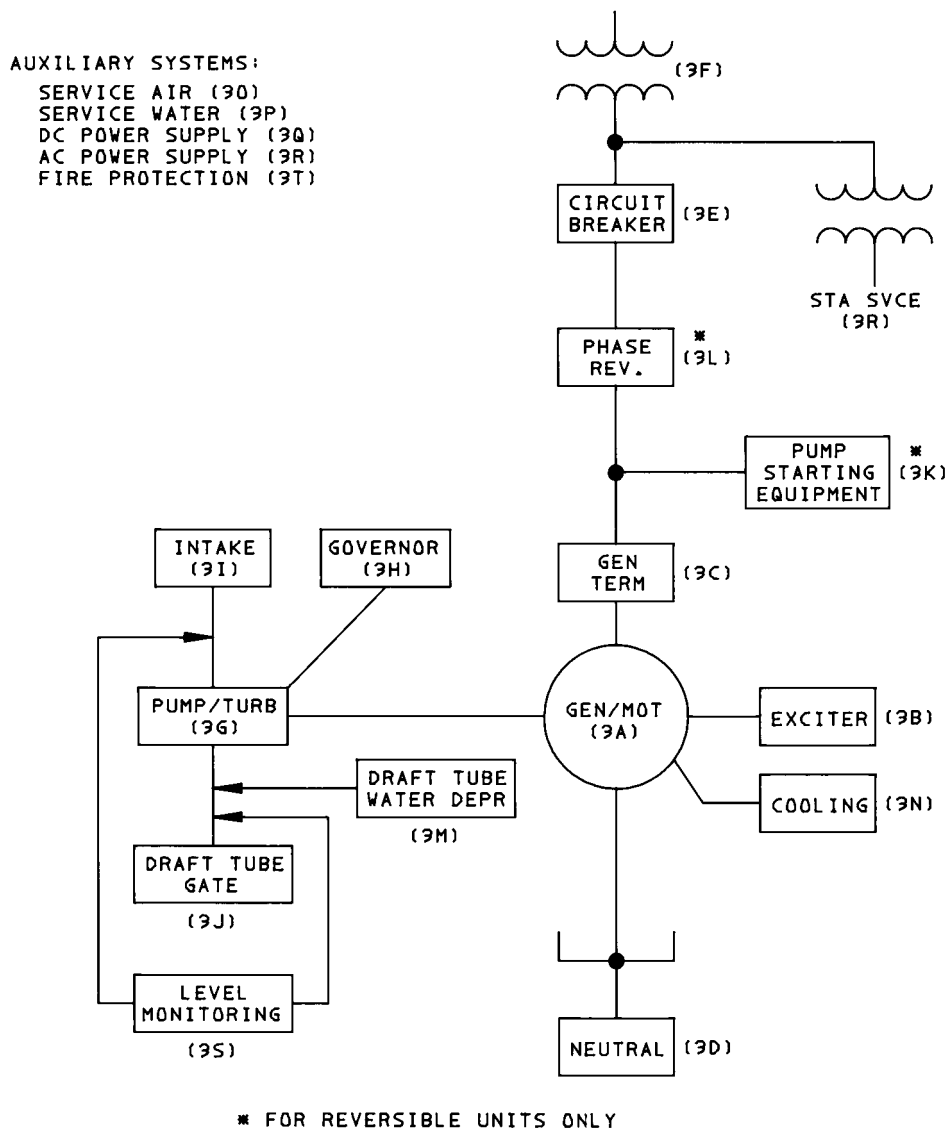 AUXILIARY SYSTEMS:
SERVICE AIR (3O)
SERVICE WATER (3P)
DC POWER SUPPLY (3Q)
AC POWER SUPPLY (3R)
FIRE PROTECTION (3T)
(3F)
CIRCUIT
BREAKER
(3E)
STA SVCE
(3R)
PHASE
REV.
*
(3L)
PUMP
STARTING
EQUIPMENT
*
(3K)
INTAKE
(3I)
GOVERNOR
(3H)
GEN
TERM
(3C)
PUMP/TURB
(3G)
GEN/MOT
(3A)
EXCITER
(3B)
DRAFT TUBE
WATER DEPR
(3M)
COOLING
(3N)
DRAFT TUBE
GATE
(3J)
LEVEL
MONITORING
(3S)
NEUTRAL
(3D)
* FOR REVERSIBLE UNITS ONLY